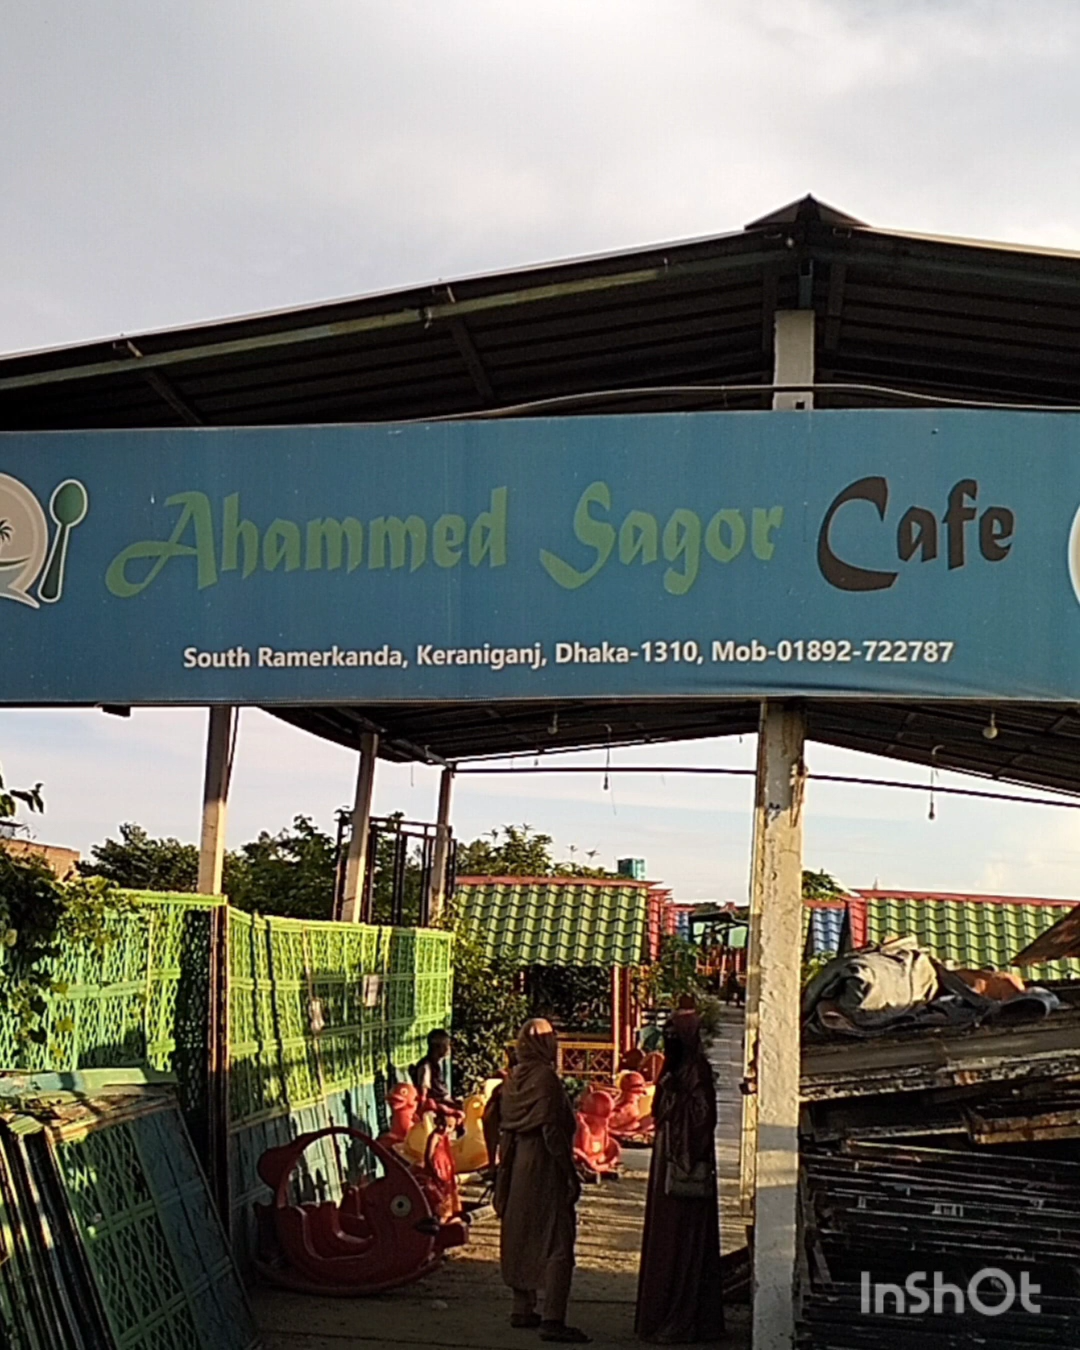 Ahammed Sagor Cafe
South Ramerkanda, Keraniganj, Dhaka-1310, Mob-01892-722787
InShOt